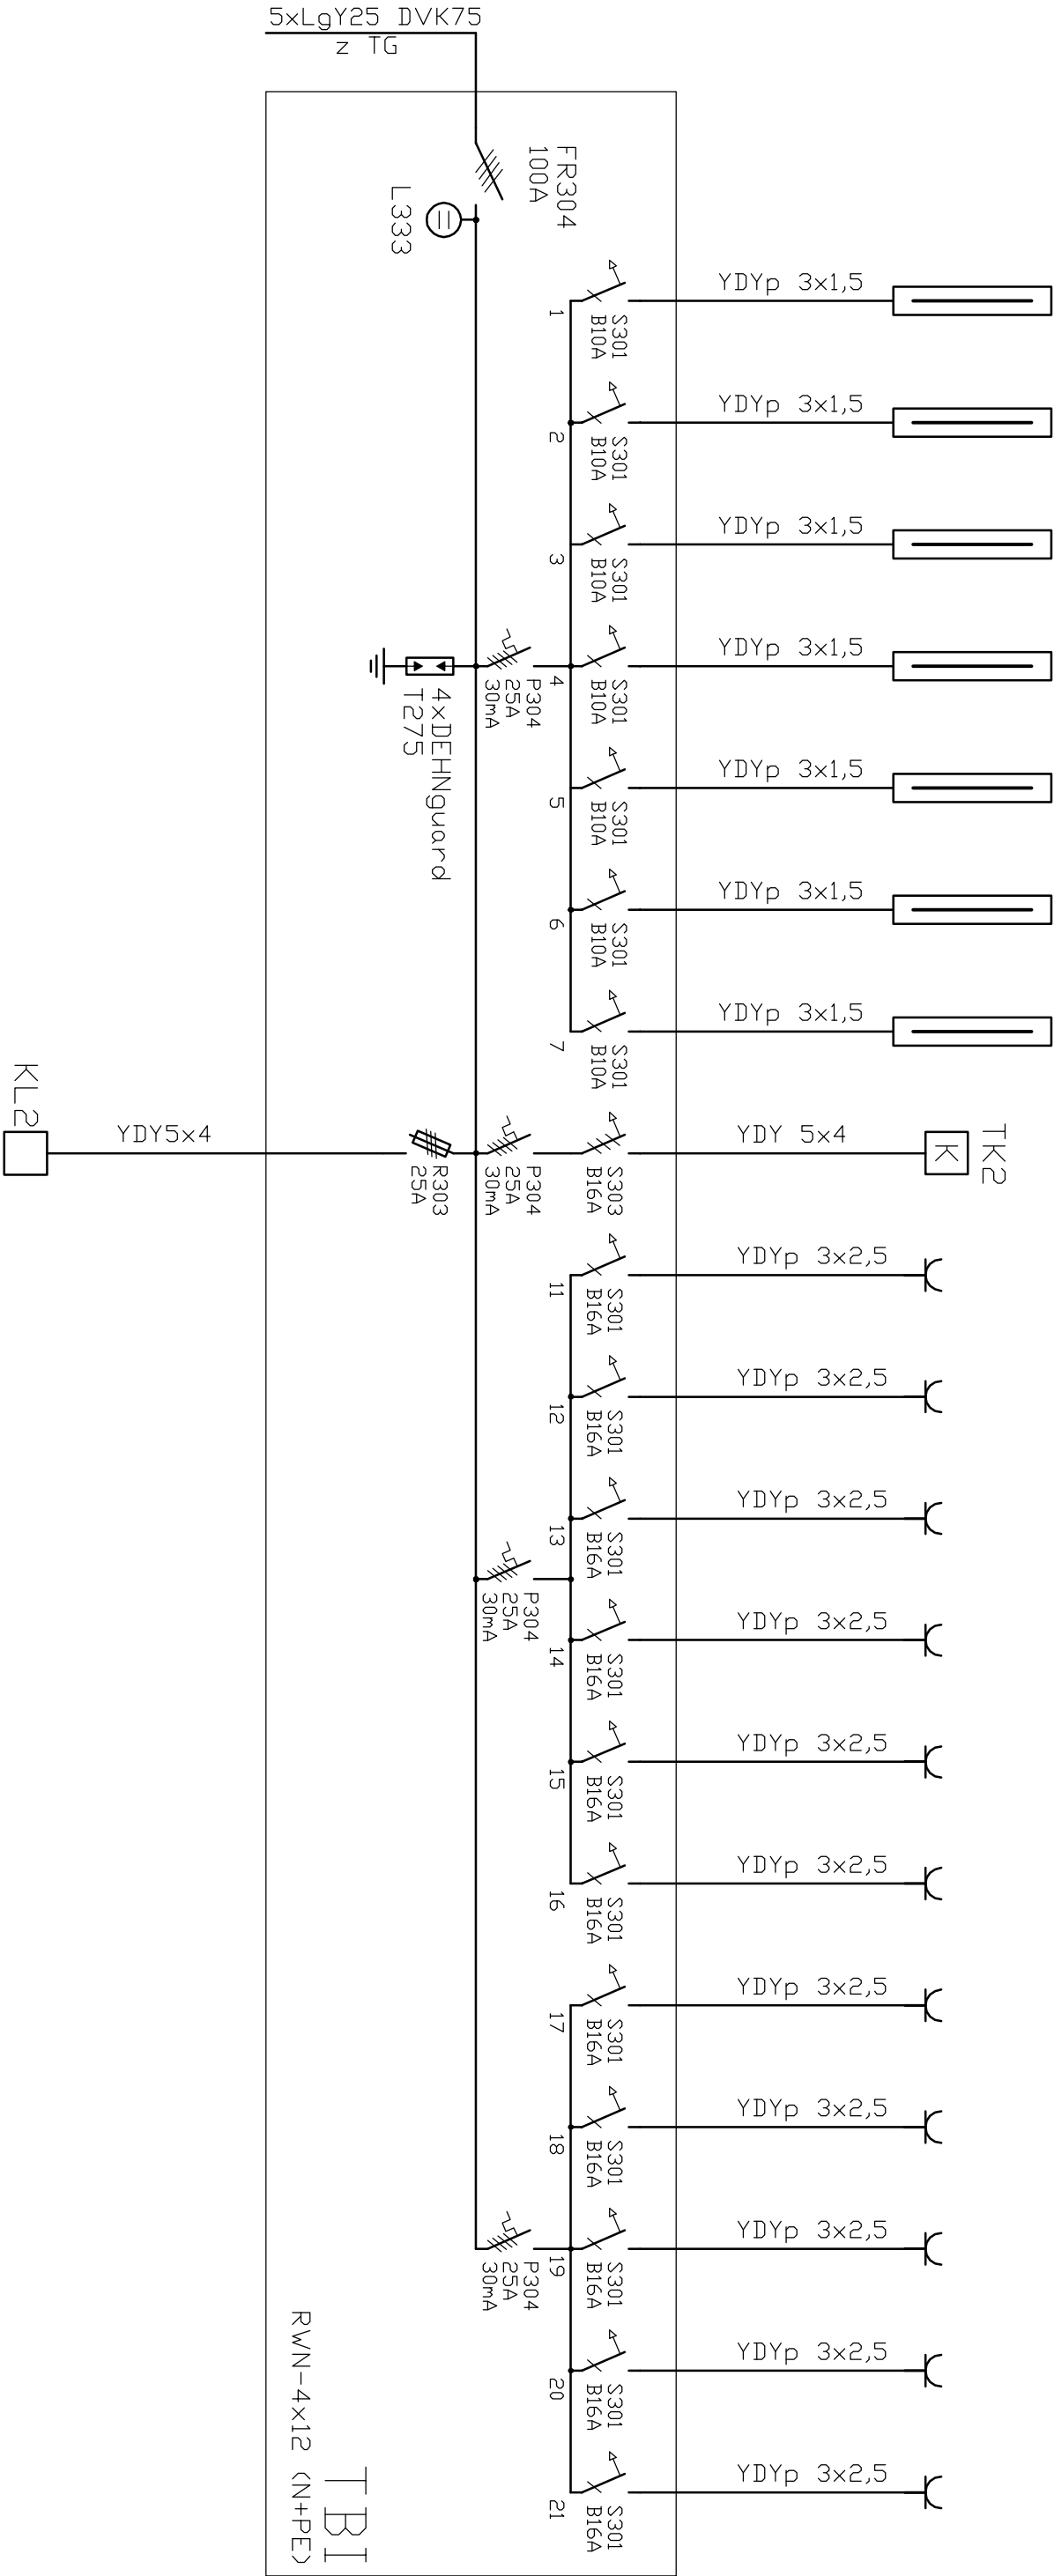 5xLgY25 DVK75
z TG
FR304
100A
L333
YDYp 3x1,5
S301
B10A
1
YDYp 3x1,5
S301
B10A
2
YDYp 3x1,5
S301
B10A
3
YDYp 3x1,5
S301
B10A
4
P304
25A
30mA
4xDEHNguard
T275
YDYp 3x1,5
S301
B10A
5
YDYp 3x1,5
S301
B10A
6
YDYp 3x1,5
S301
B10A
7
TK2
K
YDY 5x4
S303
B16A
P304
25A
30mA
R303
25A
YDY5x4
KL2
YDYp 3x2,5
S301
B16A
11
YDYp 3x2,5
S301
B16A
12
YDYp 3x2,5
S301
B16A
13
P304
25A
30mA
YDYp 3x2,5
S301
B16A
14
YDYp 3x2,5
S301
B16A
15
YDYp 3x2,5
S301
B16A
16
YDYp 3x2,5
S301
B16A
17
YDYp 3x2,5
S301
B16A
18
YDYp 3x2,5
S301
B16A
19
P304
25A
30mA
YDYp 3x2,5
S301
B16A
20
YDYp 3x2,5
S301
B16A
21
TBI
RWN-4x12 (N+PE)